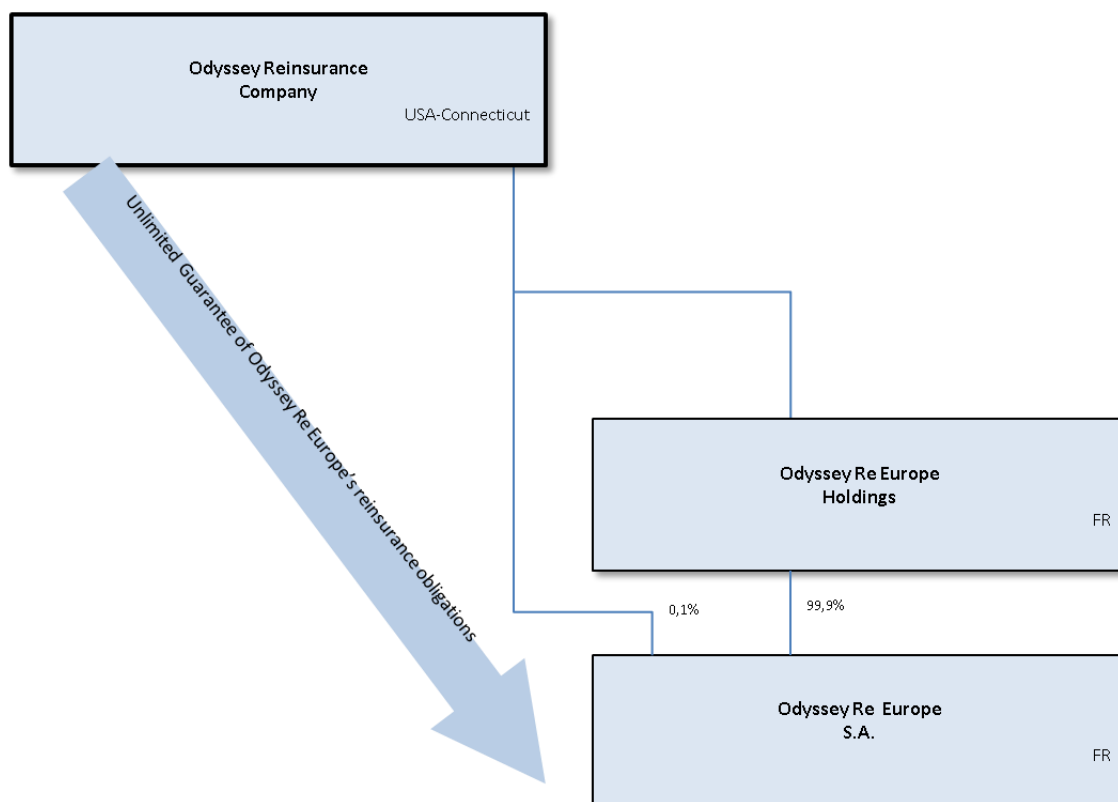 Odyssey Reinsurance
Company
USA-Connecticut
Unlimited Guarantee of Odyssey Re Europe's reinsurance obligations
Odyssey Re Europe
Holdings
FR
0,1%
99,9%
Odyssey Re Europe
S.A.
FR